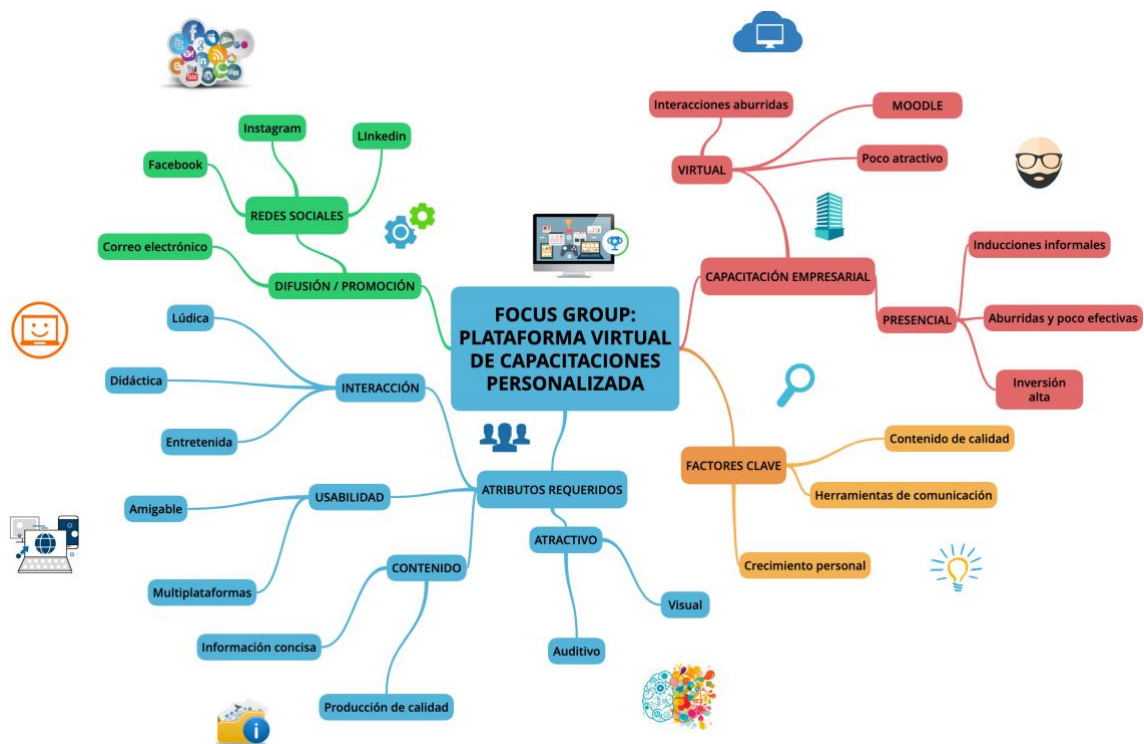 FOCUS GROUP:
PLATAFORMA VIRTUAL
DE CAPACITACIONES
PERSONALIZADA
DIFUSIÓN / PROMOCIÓN
Correo electrónico
REDES SOCIALES
Facebook
Instagram
LInkedin
CAPACITACIÓN EMPRESARIAL
VIRTUAL
Interacciones aburridas
MOODLE
Poco atractivo
PRESENCIAL
Inducciones informales
Aburridas y poco efectivas
Inversión
alta
FACTORES CLAVE
Contenido de calidad
Herramientas de comunicación
Crecimiento personal
ATRIBUTOS REQUERIDOS
INTERACCIÓN
Lúdica
Didáctica
Entretenida
USABILIDAD
Amigable
Multiplataformas
CONTENIDO
Información concisa
Producción de calidad
ATRACTIVO
Auditivo
Visual